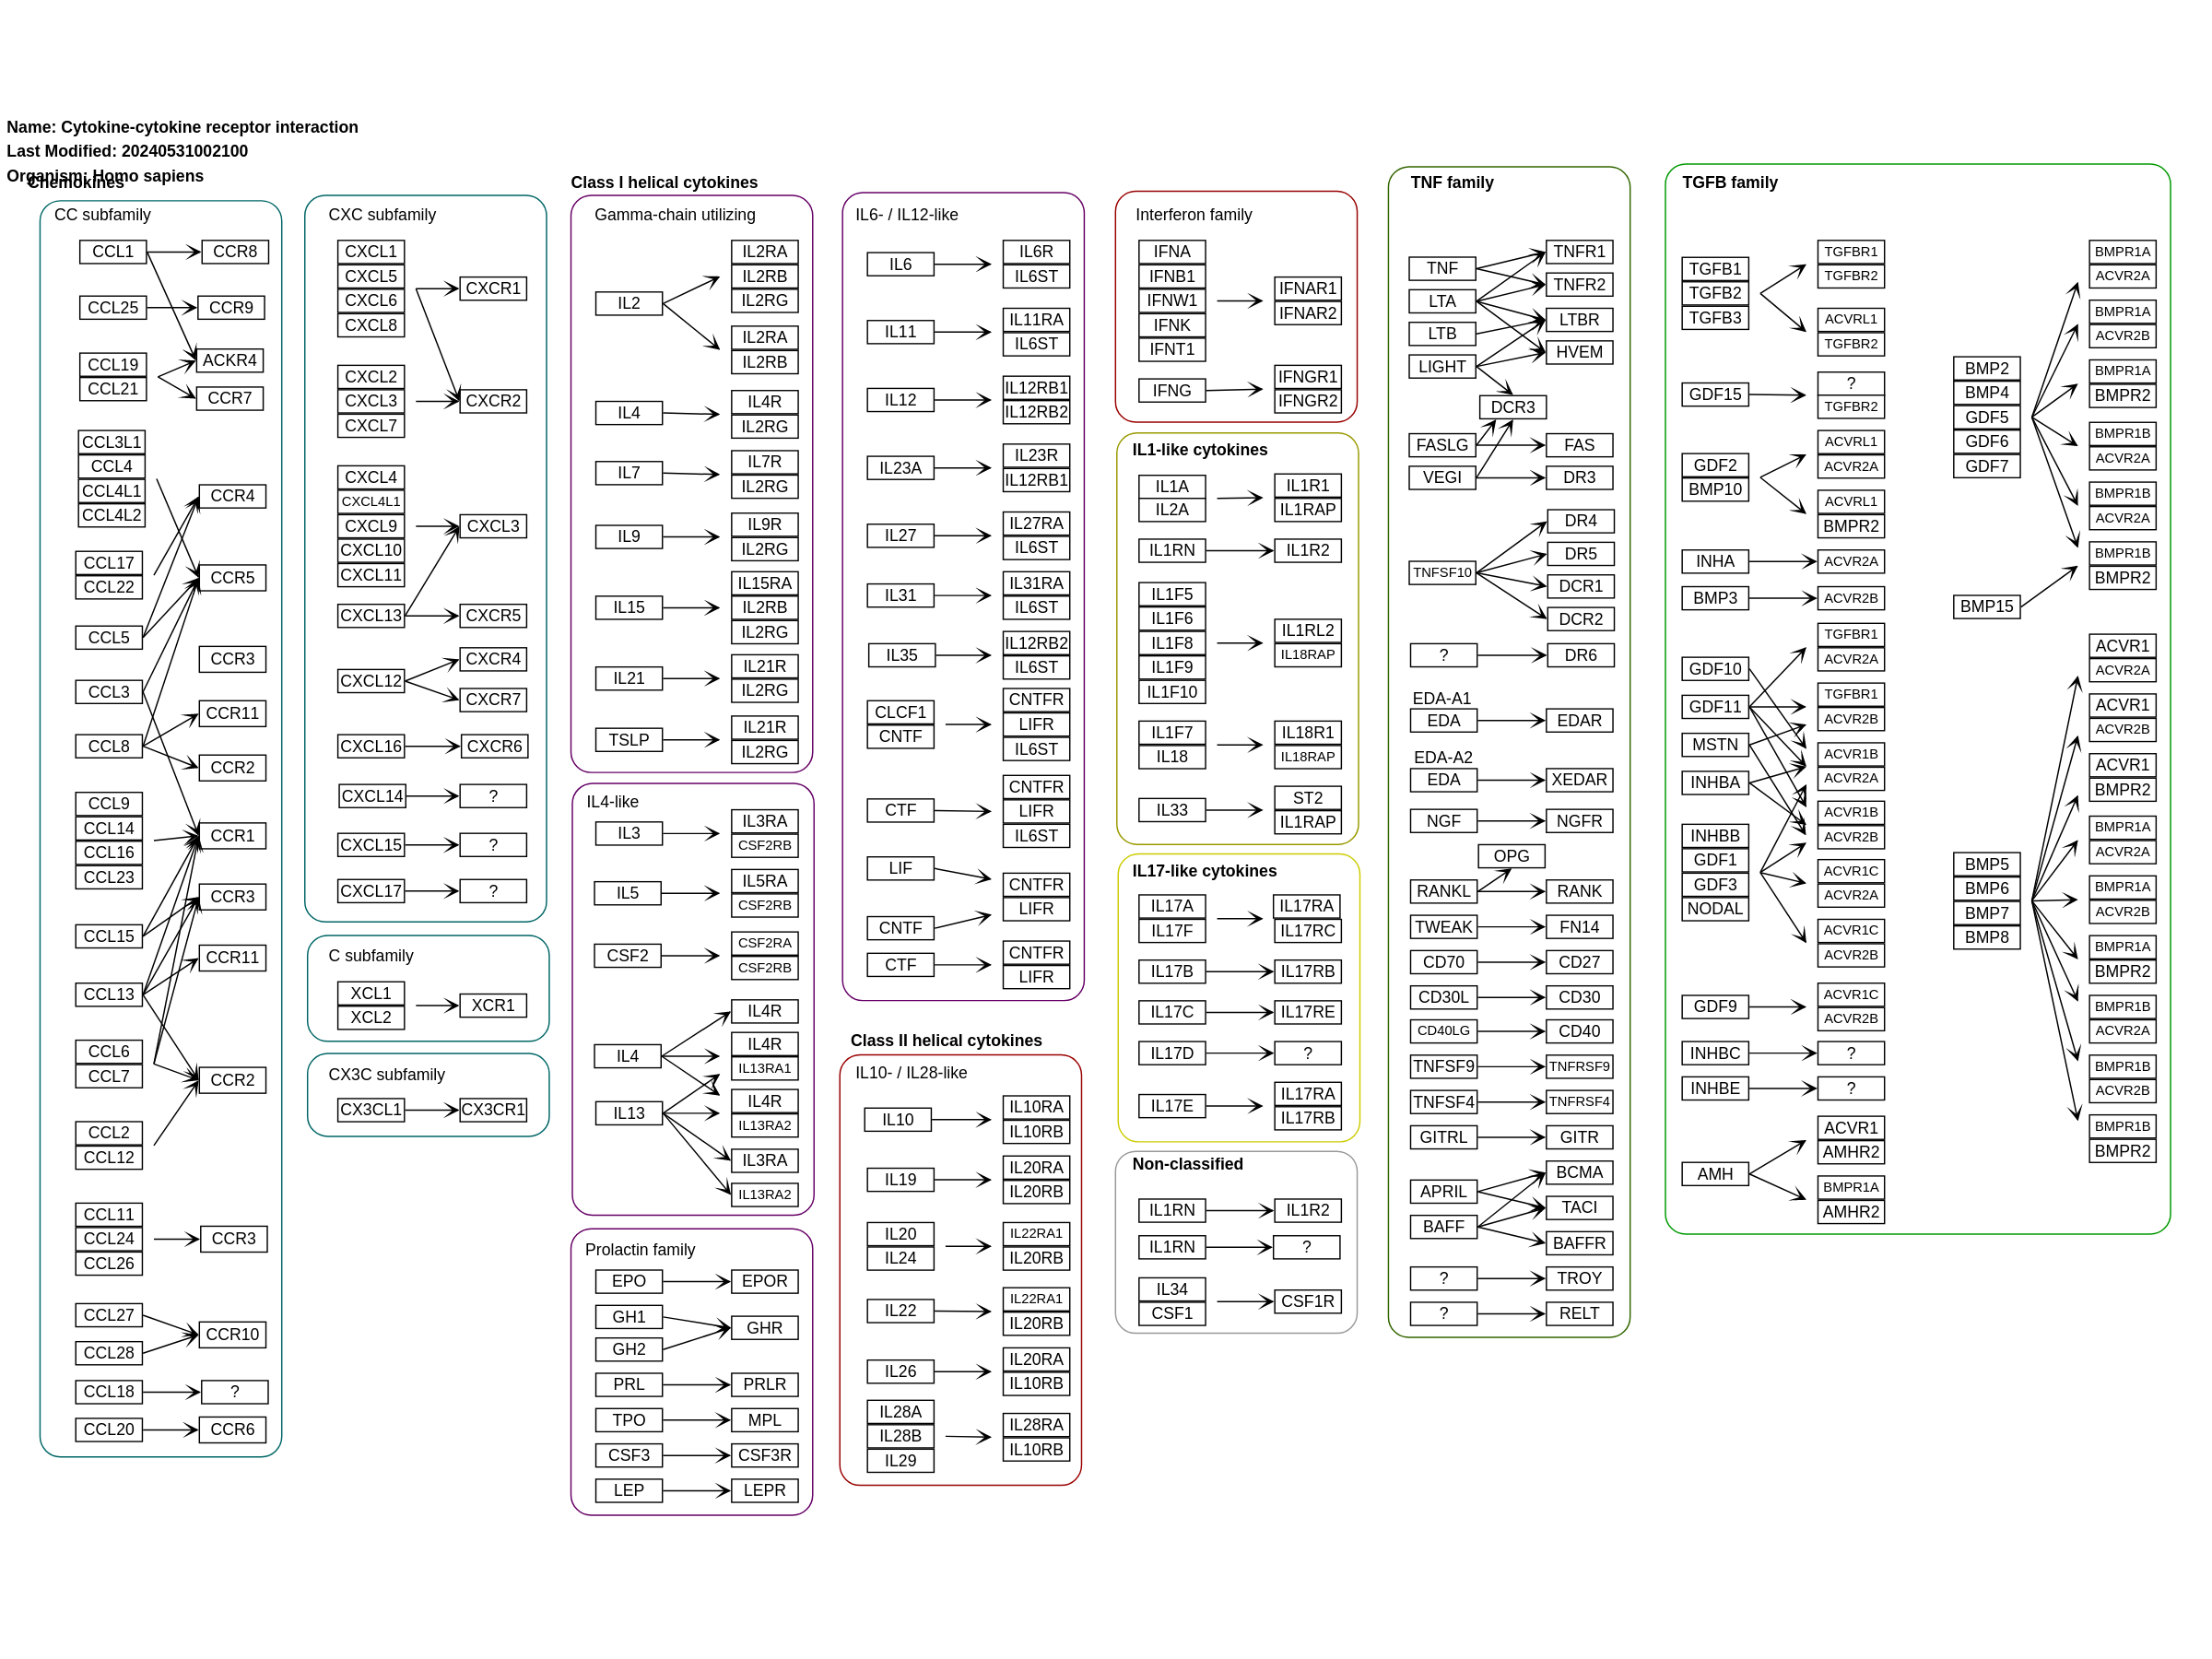 Name: Cytokine-cytokine receptor interaction
Last Modified: 20240531002100
Organism: Homo sapiens
Chemokines
CC subfamily
CCL1
CCR8
CCL25
CCR9
CCL19
CCL21
ACKR4
CCR7
CCL3L1
CCL4
CCL4L1
CCL4L2
CCR4
CCL17
CCL22
CCR5
CCL5
CCR3
CCL3
CCR11
CCL8
CCR2
CCL9
CCL14
CCL16
CCL23
CCR1
CCR3
CCL15
CCR11
CCL13
CCL6
CCL7
CCR2
CCL2
CCL12
CCL11
CCL24
CCL26
CCR3
CCL27
CCL28
CCR10
CCL18
?
CCL20
CCR6
CXC subfamily
CXCL1
CXCL5
CXCL6
CXCL8
CXCR1
CXCL2
CXCL3
CXCL7
CXCR2
CXCL4
CXCL4L1
CXCL9
CXCL10
CXCL11
CXCL3
CXCL13
CXCR5
CXCL12
CXCR4
CXCR7
CXCL16
CXCR6
CXCL14
?
CXCL15
?
CXCL17
?
C subfamily
XCL1
XCL2
XCR1
CX3C subfamily
CX3CL1
CX3CR1
Class I helical cytokines
Gamma-chain utilizing
IL2
IL2RA
IL2RB
IL2RG
IL2RA
IL2RB
IL4
IL4R
IL2RG
IL7
IL7R
IL2RG
IL9
IL9R
IL2RG
IL15
IL15RA
IL2RB
IL2RG
IL21
IL21R
IL2RG
TSLP
IL21R
IL2RG
IL4-like
IL3
IL3RA
CSF2RB
IL5
IL5RA
CSF2RB
CSF2
CSF2RA
CSF2RB
IL4R
IL4
IL4R
IL13RA1
IL13
IL4R
IL13RA2
IL3RA
IL13RA2
Prolactin family
EPO
EPOR
GH1
GH2
GHR
PRL
PRLR
TPO
MPL
CSF3
CSF3R
LEP
LEPR
IL6- / IL12-like
IL6
IL6R
IL6ST
IL11
IL11RA
IL6ST
IL12
IL12RB1
IL12RB2
IL23A
IL23R
IL12RB1
IL27
IL27RA
IL6ST
IL31
IL31RA
IL6ST
IL35
IL12RB2
IL6ST
CLCF1
CNTF
CNTFR
LIFR
IL6ST
CTF
CNTFR
LIFR
IL6ST
LIF
CNTFR
LIFR
CNTF
CTF
CNTFR
LIFR
Class II helical cytokines
IL10- / IL28-like
IL10
IL10RA
IL10RB
IL19
IL20RA
IL20RB
IL20
IL24
IL22RA1
IL20RB
IL22
IL22RA1
IL20RB
IL26
IL20RA
IL10RB
IL28A
IL28B
IL29
IL28RA
IL10RB
Interferon family
IFNA
IFNB1
IFNW1
IFNK
IFNT1
IFNAR1
IFNAR2
IFNG
IFNGR1
IFNGR2
IL1-like cytokines
IL1A
IL2A
IL1R1
IL1RAP
IL1RN
IL1R2
IL1F5
IL1F6
IL1F8
IL1F9
IL1F10
IL1RL2
IL18RAP
IL1F7
IL18
IL18R1
IL18RAP
IL33
ST2
IL1RAP
IL17-like cytokines
IL17A
IL17F
IL17RA
IL17RC
IL17B
IL17RB
IL17C
IL17RE
IL17D
?
IL17E
IL17RA
IL17RB
Non-classified
IL1RN
IL1R2
IL1RN
?
IL34
CSF1
CSF1R
TNF family
TNF
TNFR1
LTA
TNFR2
LTB
LTBR
LIGHT
HVEM
DCR3
FASLG
FAS
VEGI
DR3
TNFSF10
DR4
DR5
DCR1
DCR2
?
DR6
EDA-A1
EDA
EDAR
EDA-A2
EDA
XEDAR
NGF
NGFR
OPG
RANKL
RANK
TWEAK
FN14
CD70
CD27
CD30L
CD30
CD40LG
CD40
TNFSF9
TNFRSF9
TNFSF4
TNFRSF4
GITRL
GITR
APRIL
BCMA
TACI
BAFF
BAFFR
?
TROY
?
RELT
TGFB family
TGFB1
TGFB2
TGFB3
TGFBR1
TGFBR2
ACVRL1
TGFBR2
GDF15
?
TGFBR2
GDF2
BMP10
ACVRL1
ACVR2A
ACVRL1
BMPR2
INHA
ACVR2A
BMP3
ACVR2B
GDF10
TGFBR1
ACVR2A
GDF11
TGFBR1
ACVR2B
MSTN
ACVR1B
ACVR2A
INHBA
ACVR1B
ACVR2B
INHBB
GDF1
GDF3
NODAL
ACVR1C
ACVR2A
ACVR1C
ACVR2B
GDF9
ACVR1C
ACVR2B
INHBC
?
INHBE
?
AMH
ACVR1
AMHR2
BMPR1A
AMHR2
BMP2
BMP4
GDF5
GDF6
GDF7
BMPR1A
ACVR2A
BMPR1A
ACVR2B
BMPR1A
BMPR2
BMPR1B
ACVR2A
BMPR1B
ACVR2A
BMPR1B
BMPR2
BMP15
ACVR1
ACVR2A
ACVR1
ACVR2B
ACVR1
BMPR2
BMP5
BMP6
BMP7
BMP8
BMPR1A
ACVR2A
BMPR1A
ACVR2B
BMPR1A
BMPR2
BMPR1B
ACVR2A
BMPR1B
ACVR2B
BMPR1B
BMPR2